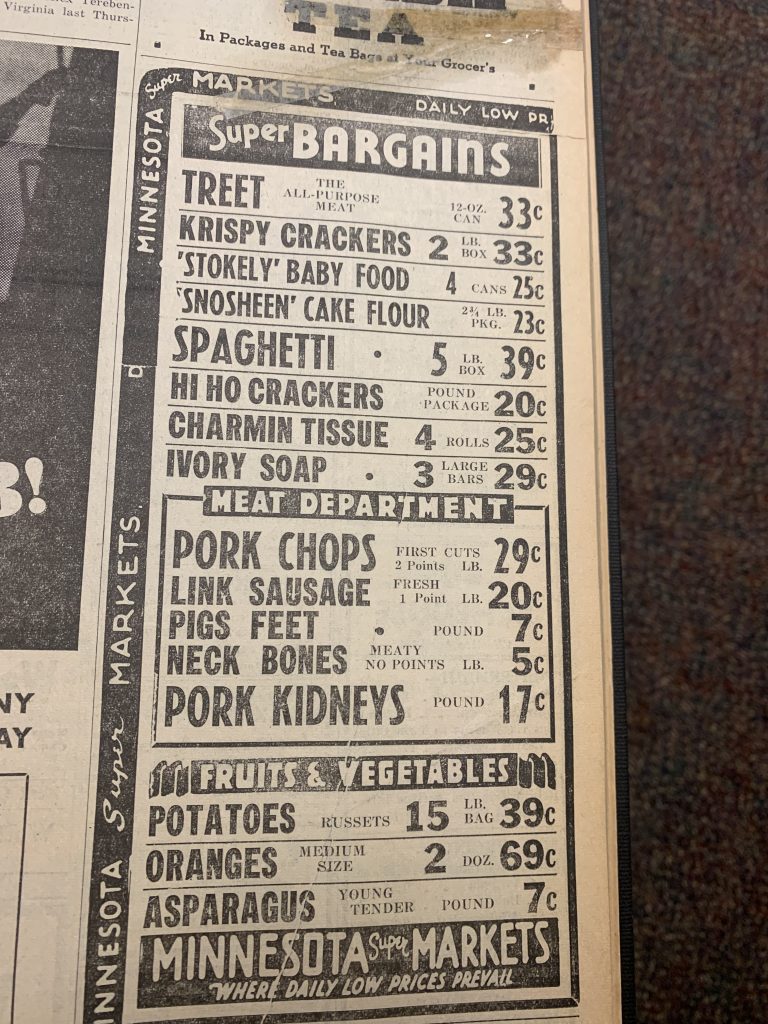 Tereben-
Virginia last Thurs-
TEA
In Packages and Tea Bags at Your Grocer's
MINNESOTA Super MARKETS DAILY LOW PR
Super BARGAINS
TREET THE ALL-PURPOSE MEAT 12-OZ. CAN 33c
KRISPY CRACKERS 2 LB. BOX 33c
'STOKELY' BABY FOOD 4 CANS 25c
'SNOSHEEN' CAKE FLOUR 2¾ LB. PKG. 23c
SPAGHETTI • 5 LB. BOX 39c
HI HO CRACKERS POUND PACKAGE 20c
CHARMIN TISSUE 4 ROLLS 25c
IVORY SOAP • 3 LARGE BARS 29c
MEAT DEPARTMENT
PORK CHOPS FIRST CUTS 2 Points LB. 29c
LINK SAUSAGE FRESH 1 Point LB. 20c
PIGS FEET • POUND 7c
NECK BONES MEATY NO POINTS LB. 5c
PORK KIDNEYS POUND 17c
FRUITS & VEGETABLES
POTATOES RUSSETS 15 LB. BAG 39c
ORANGES MEDIUM SIZE 2 DOZ. 69c
ASPARAGUS YOUNG TENDER POUND 7c
MINNESOTA Super MARKETS
WHERE DAILY LOW PRICES PREVAIL
INNESOTA Super MARKETS
B!
NY
AY